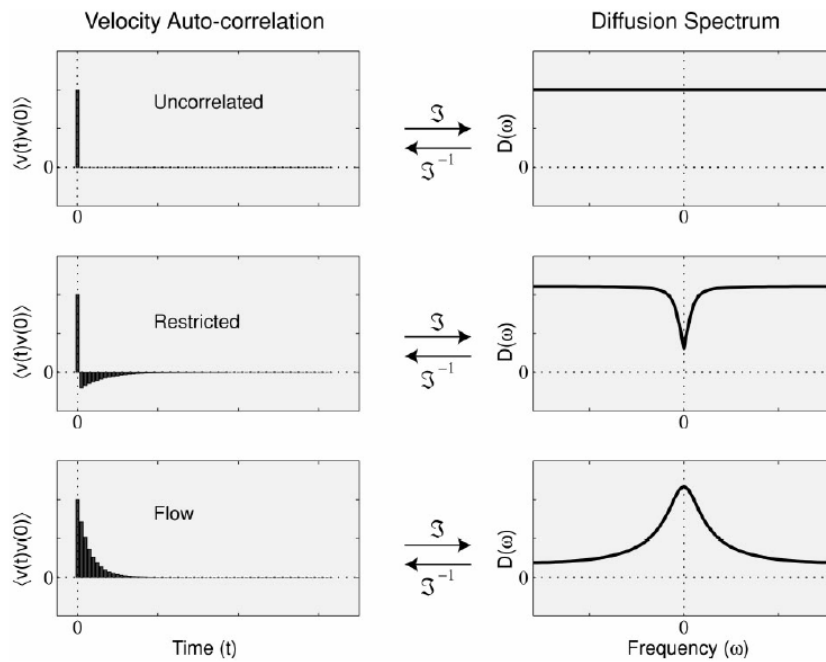 Velocity Auto-correlation
Diffusion Spectrum
⟨v(t)v(0)⟩
0
0
Uncorrelated
ℑ
ℑ⁻¹
D(ω)
0
0
⟨v(t)v(0)⟩
0
0
Restricted
ℑ
ℑ⁻¹
D(ω)
0
0
⟨v(t)v(0)⟩
0
0
Flow
ℑ
ℑ⁻¹
D(ω)
0
0
Time (t)
Frequency (ω)